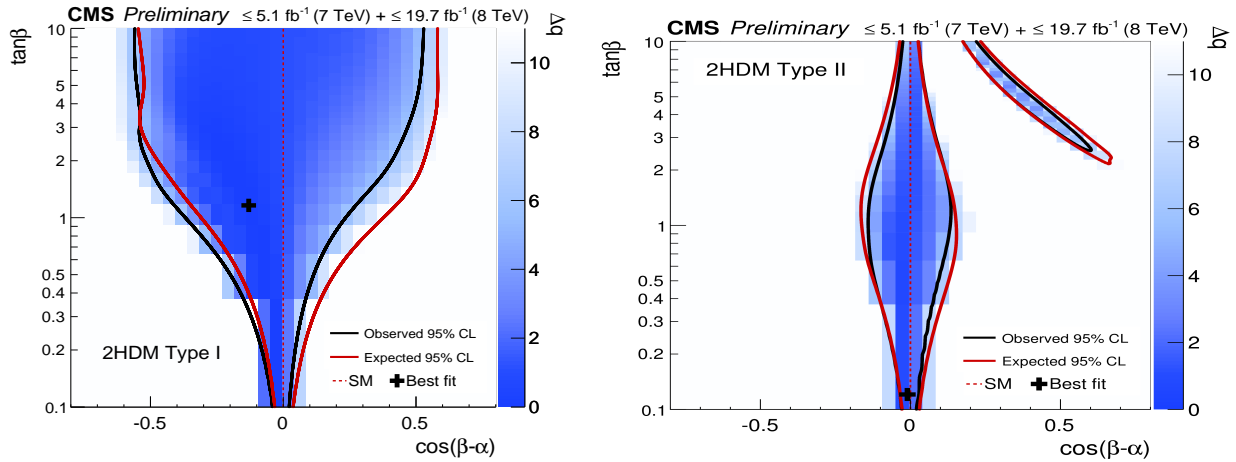 CMS Preliminary ≤ 5.1 fb-1 (7 TeV) + ≤ 19.7 fb-1 (8 TeV)
tanβ
10
5
4
3
2
1
0.5
0.4
0.3
0.2
0.1
2HDM Type I
Observed 95% CL
Expected 95% CL
SM Best fit
-0.5 0 0.5
cos(β-α)
Δq
10
8
6
4
2
0
CMS Preliminary ≤ 5.1 fb-1 (7 TeV) + ≤ 19.7 fb-1 (8 TeV)
tanβ
10
5
4
3
2
1
0.5
0.4
0.3
0.2
0.1
2HDM Type II
Observed 95% CL
Expected 95% CL
SM Best fit
-0.5 0 0.5
cos(β-α)
Δq
10
8
6
4
2
0